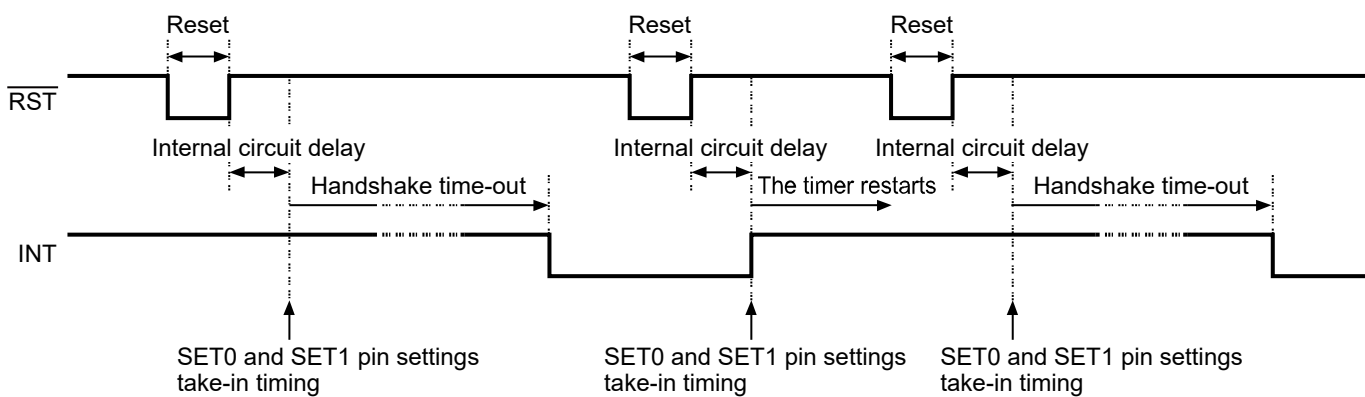 Reset
Reset
Reset
RST
Internal circuit delay
Internal circuit delay
Internal circuit delay
Handshake time-out
The timer restarts
Handshake time-out
INT
SET0 and SET1 pin settings
take-in timing
SET0 and SET1 pin settings
take-in timing
SET0 and SET1 pin settings
take-in timing